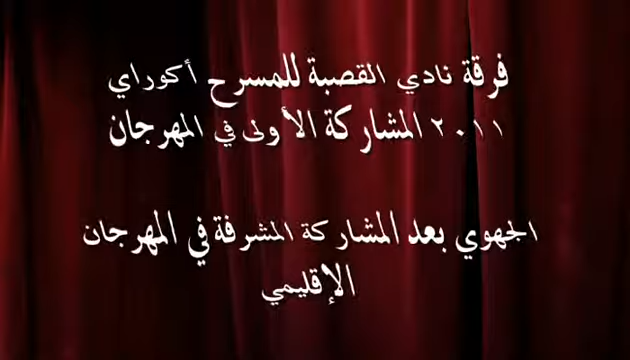 فرقة نادي القصبة للمسرح أكوراي
٢٠١١ المشاركة الأولى في المهرجان
الجهوي بعد المشاركة المشرفة في المهرجان
الإقليمي